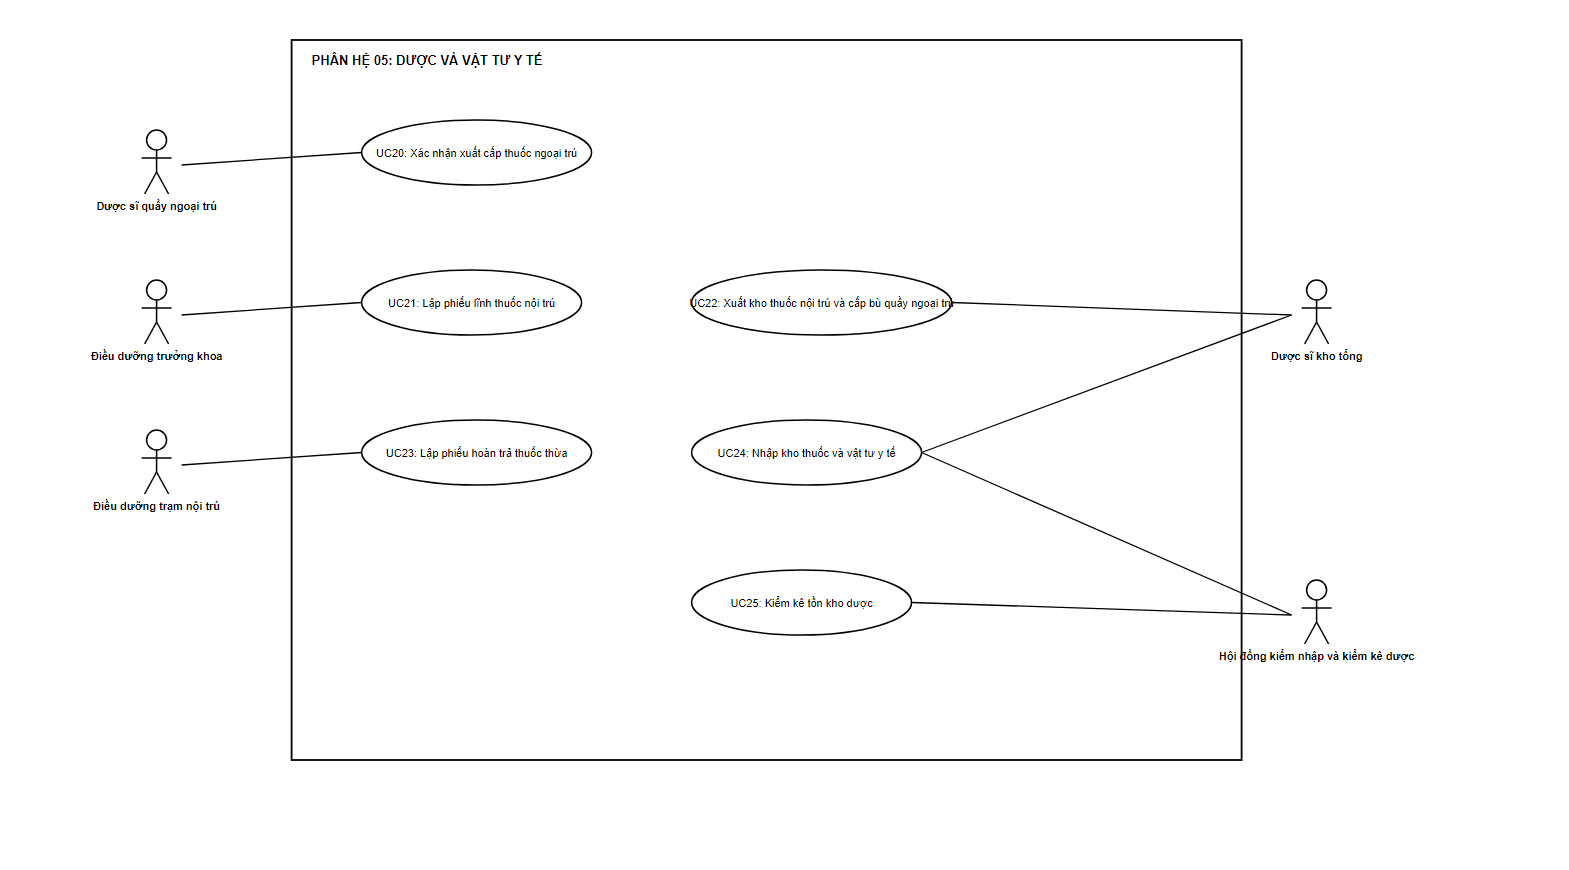 PHÂN HỆ 05: DƯỢC VÀ VẬT TƯ Y TẾ
UC20: Xác nhận xuất cấp thuốc ngoại trú
Dược sĩ quầy ngoại trú
UC21: Lập phiếu lĩnh thuốc nội trú
UC22: Xuất kho thuốc nội trú và cấp bù quầy ngoại trú
Điều dưỡng trưởng khoa
Dược sĩ kho tổng
UC23: Lập phiếu hoàn trả thuốc thừa
UC24: Nhập kho thuốc và vật tư y tế
Điều dưỡng trạm nội trú
UC25: Kiểm kê tồn kho dược
Hội đồng kiểm nhập và kiểm kê dược